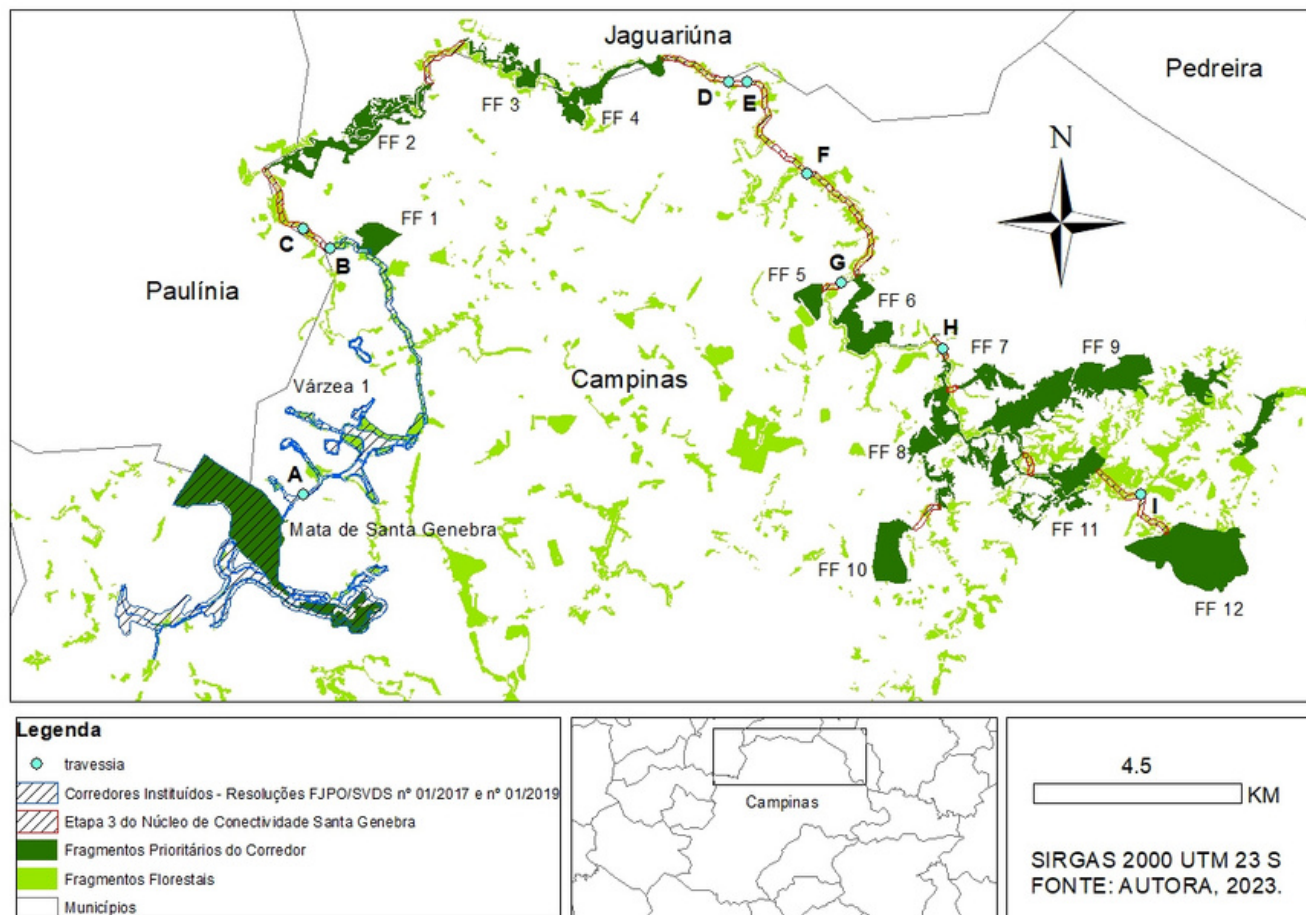 Jaguariúna
Pedreira
D
E
FF 3
FF 4
FF 2
N
F
FF 1
C
B
G
FF 5
FF 6
Paulínia
H
FF 7
FF 9
Campinas
Várzea 1
FF 8
A
I
Mata de Santa Genebra
FF 11
FF 10
FF 12
Legenda
travessia
Corredores Instituídos - Resoluções FJPO/SVDS nº 01/2017 e nº 01/2019
Etapa 3 do Núcleo de Conectividade Santa Genebra
Fragmentos Prioritários do Corredor
Fragmentos Florestais
Municípios
Campinas
4.5
KM
SIRGAS 2000 UTM 23 S
FONTE: AUTORA, 2023.